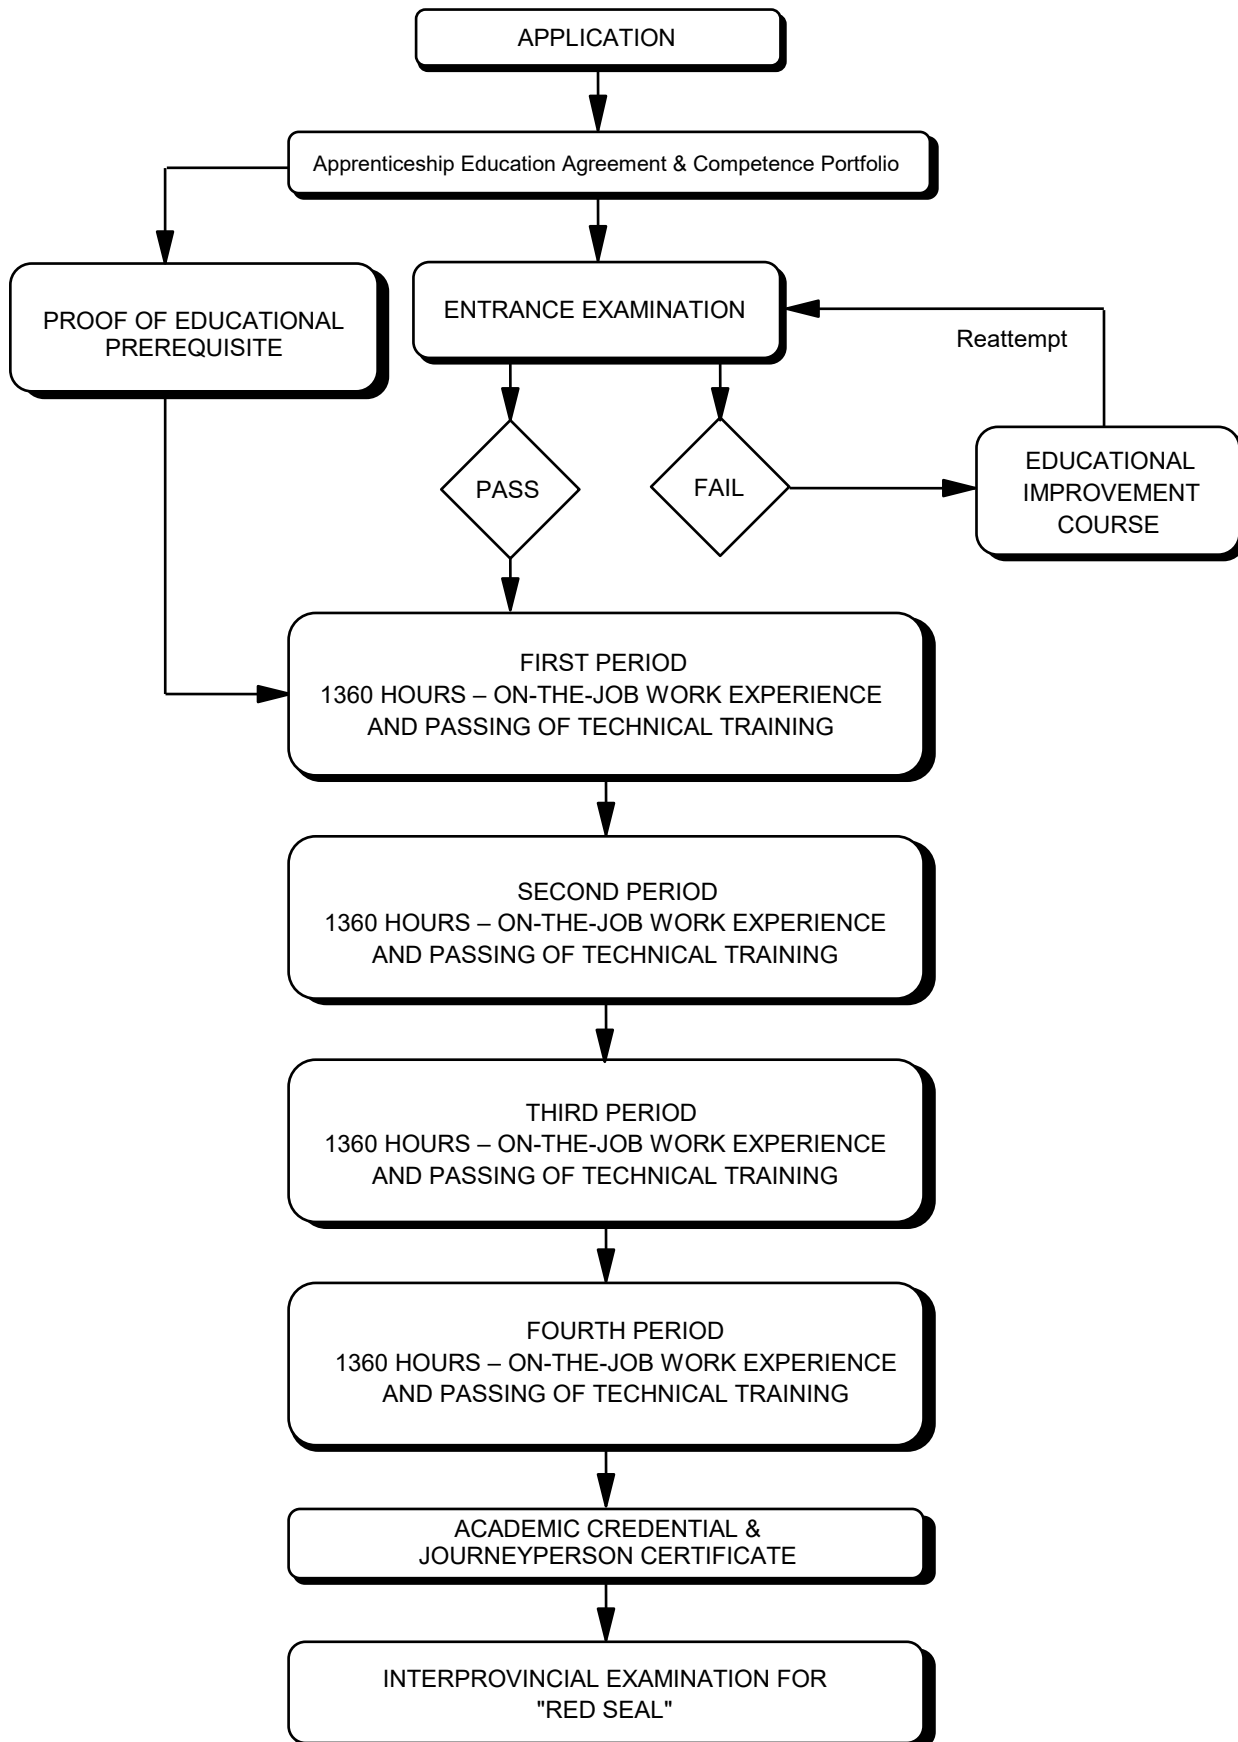 APPLICATION
Apprenticeship Education Agreement & Competence Portfolio
PROOF OF EDUCATIONAL
PREREQUISITE
ENTRANCE EXAMINATION
Reattempt
PASS
FAIL
EDUCATIONAL
IMPROVEMENT
COURSE
FIRST PERIOD
1360 HOURS – ON-THE-JOB WORK EXPERIENCE
AND PASSING OF TECHNICAL TRAINING
SECOND PERIOD
1360 HOURS – ON-THE-JOB WORK EXPERIENCE
AND PASSING OF TECHNICAL TRAINING
THIRD PERIOD
1360 HOURS – ON-THE-JOB WORK EXPERIENCE
AND PASSING OF TECHNICAL TRAINING
FOURTH PERIOD
1360 HOURS – ON-THE-JOB WORK EXPERIENCE
AND PASSING OF TECHNICAL TRAINING
ACADEMIC CREDENTIAL &
JOURNEYPERSON CERTIFICATE
INTERPROVINCIAL EXAMINATION FOR
"RED SEAL"